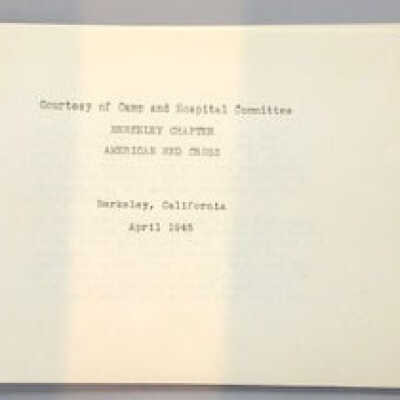 Courtesy of Camp and Hospital Committee
BERKELEY CHAPTER
AMERICAN RED CROSS
Berkeley, California
April 1945